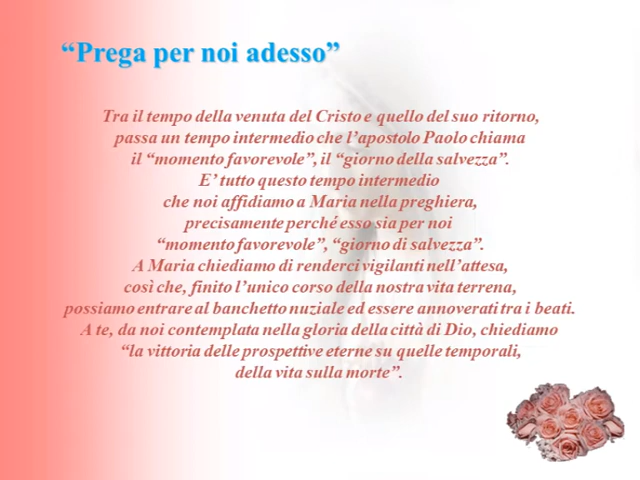 “Prega per noi adesso”
Tra il tempo della venuta del Cristo e quello del suo ritorno,
passa un tempo intermedio che l’apostolo Paolo chiama
il “momento favorevole”, il “giorno della salvezza”.
E’ tutto questo tempo intermedio
che noi affidiamo a Maria nella preghiera,
precisamente perché esso sia per noi
“momento favorevole”, “giorno di salvezza”.
A Maria chiediamo di renderci vigilanti nell’attesa,
così che, finito l’unico corso della nostra vita terrena,
possiamo entrare al banchetto nuziale ed essere annoverati tra i beati.
A te, da noi contemplata nella gloria della città di Dio, chiediamo
“la vittoria delle prospettive eterne su quelle temporali,
della vita sulla morte”.